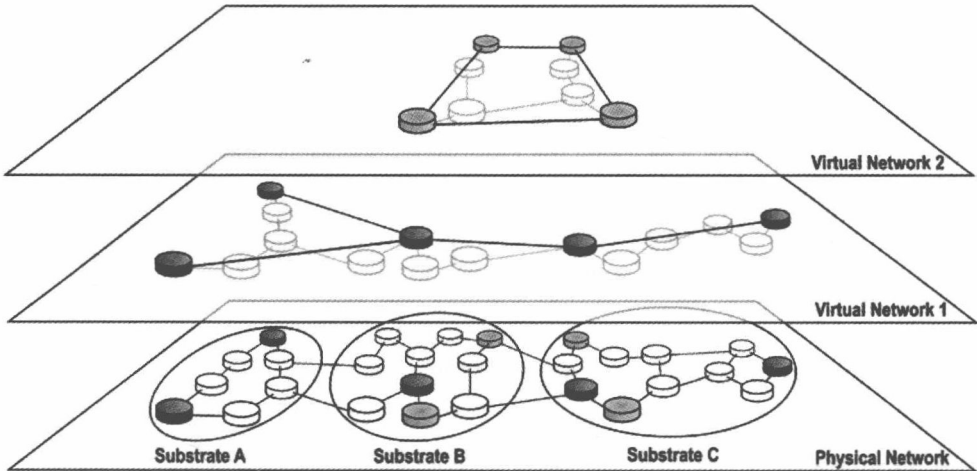 Virtual Network 2
Virtual Network 1
Substrate A
Substrate B
Substrate C
Physical Network